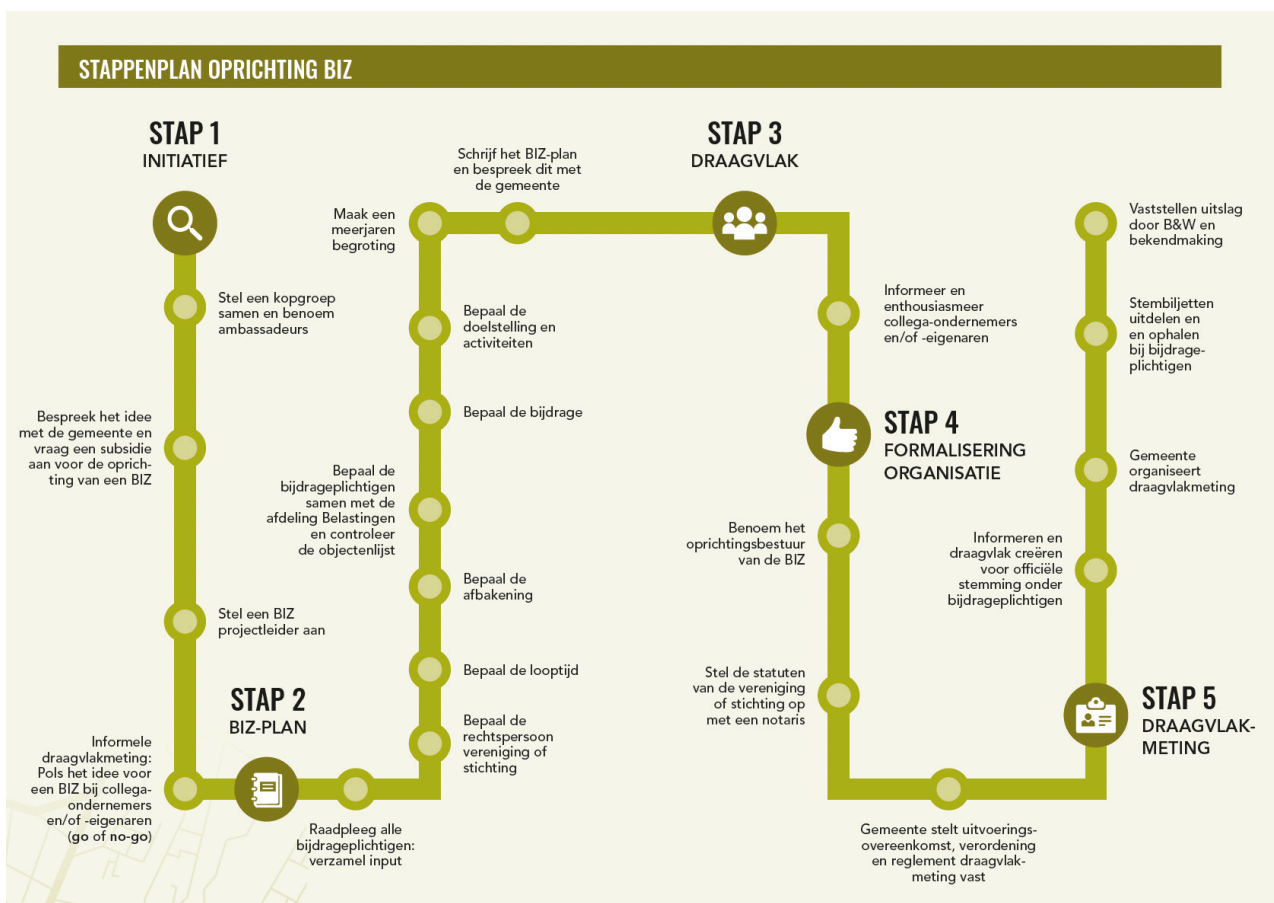 STAPPENPLAN OPRICHTING BIZ
STAP 1
INITIATIEF
Stel een kopgroep
samen en benoem
ambassadeurs
Bespreek het idee
met de gemeente en
vraag een subsidie
aan voor de oprich-
ting van een BIZ
Stel een BIZ
projectleider aan
Informele
draagvlakmeting:
Pols het idee voor
een BIZ bij collega-
ondernemers
en/of -eigenaren
(go of no-go)
STAP 2
BIZ-PLAN
Raadpleeg alle
bijdrageplichtigen:
verzamel input
Bepaal de
rechtspersoon
vereniging of
stichting
Bepaal de looptijd
Bepaal de
afbakening
Bepaal de
bijdrageplichtigen
samen met de
afdeling Belastingen
en controleer
de objectenlijst
Bepaal de bijdrage
Bepaal de
doelstelling en
activiteiten
Maak een
meerjaren
begroting
Schrijf het BIZ-plan
en bespreek dit met
de gemeente
STAP 3
DRAAGVLAK
Informeer en
enthousiasmeer
collega-ondernemers
en/of -eigenaren
STAP 4
FORMALISERING
ORGANISATIE
Benoem het
oprichtingsbestuur
van de BIZ
Stel de statuten
van de vereniging
of stichting op
met een notaris
Gemeente stelt uitvoerings-
overeenkomst, verordening
en reglement draagvlak-
meting vast
STAP 5
DRAAGVLAK-
METING
Informeren en
draagvlak creëren
voor officiële
stemming onder
bijdrageplichtigen
Gemeente
organiseert
draagvlakmeting
Stembiljetten
uitdelen en
en ophalen
bij bijdrage-
plichtigen
Vaststellen uitslag
door B&W en
bekendmaking